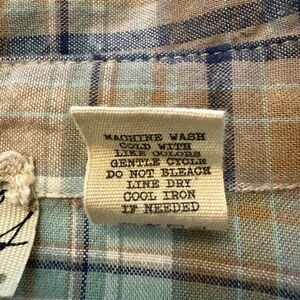 MACHINE WASH
COLD WITH
LIKE COLORS
GENTLE CYCLE
DO NOT BLEACH
LINE DRY
COOL IRON
IF NEEDED